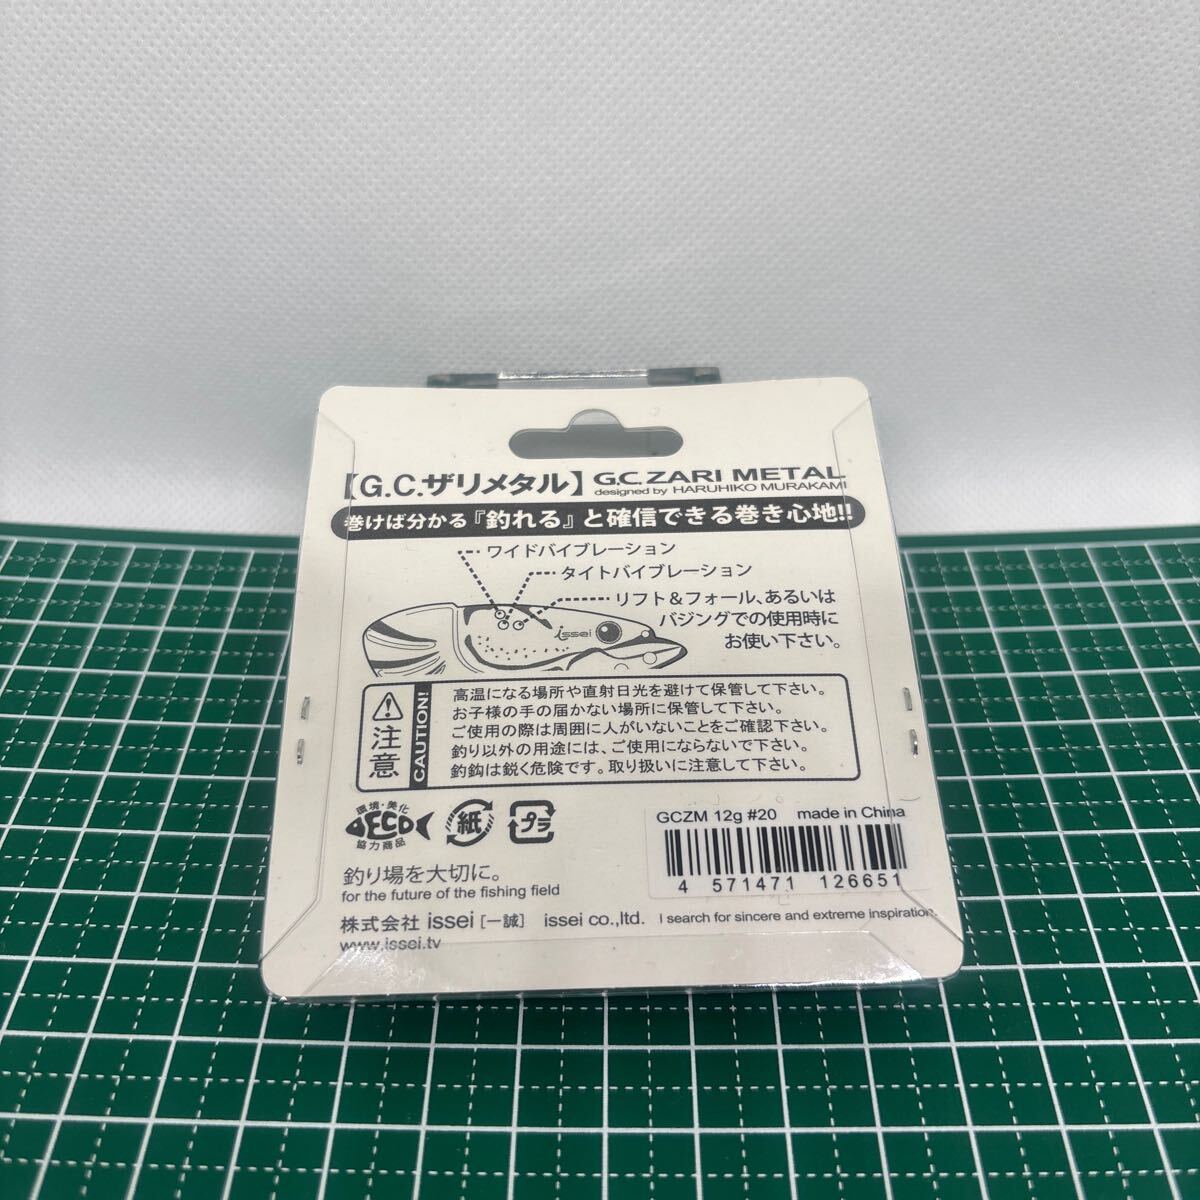 【G.C.ザリメタル】 G.C. ZARI METAL
designed by HARUHIKO MURAKAMI
巻けば分かる『釣れる』と確信できる巻き心地!!
ワイドバイブレーション
タイトバイブレーション
リフト＆フォール、あるいは
バジングでの使用時に
お使い下さい。
issei
注意
CAUTION!
高温になる場所や直射日光を避けて保管して下さい。
お子様の手の届かない場所に保管して下さい。
ご使用の際は周囲に人がいないことをご確認下さい。
釣り以外の用途には、ご使用にならないで下さい。
釣鈎は鋭く危険です。取り扱いに注意して下さい。
環境・美化
ECO
協力商品
紙
プラ
GCZM 12g #20 made in China
4 571471 126651
釣り場を大切に。
for the future of the fishing field
株式会社 issei [一誠] issei co.,ltd. I search for sincere and extreme inspiration.
www.issei.tv